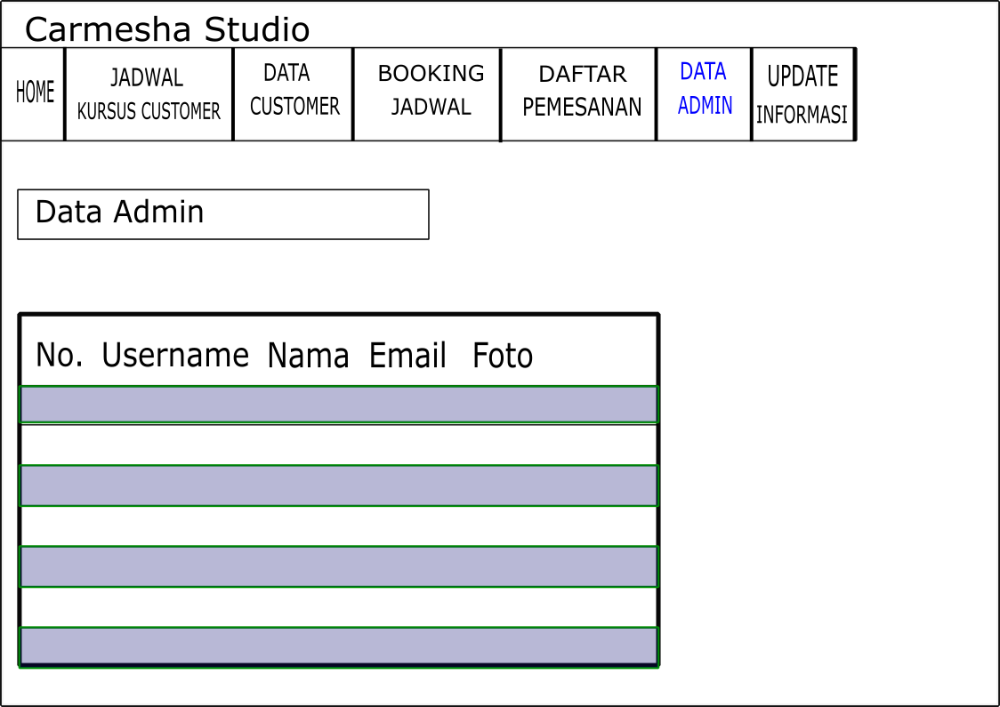 Carmesha Studio
HOME
JADWAL
KURSUS CUSTOMER
DATA
CUSTOMER
BOOKING
JADWAL
DAFTAR
PEMESANAN
DATA
ADMIN
UPDATE
INFORMASI
Data Admin
No. Username Nama Email Foto